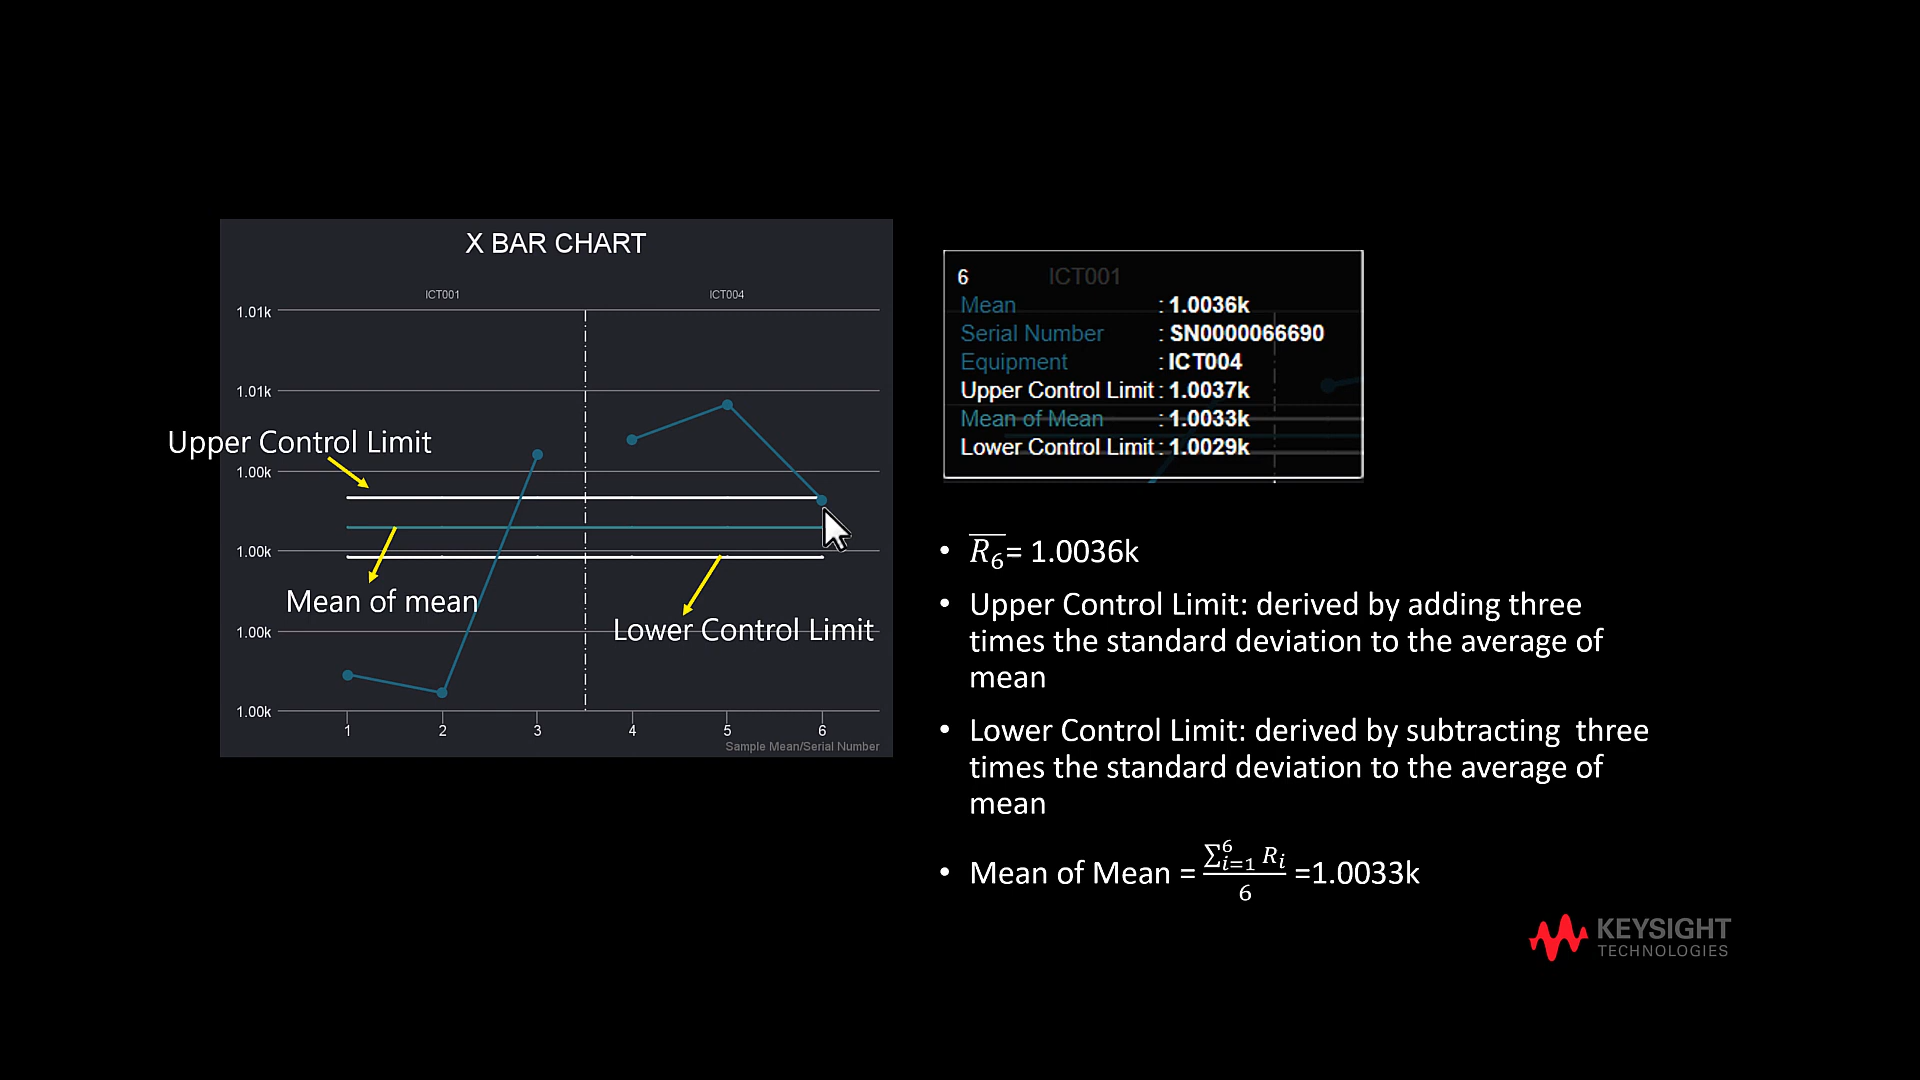 X BAR CHART
ICT001
ICT004
1.01k
1.01k
Upper Control Limit
1.00k
1.00k
Mean of mean
1.00k
Lower Control Limit
1.00k
1 2 3 4 5 6
Sample Mean/Serial Number
6 ICT001
Mean : 1.0036k
Serial Number : SN0000066690
Equipment : ICT004
Upper Control Limit : 1.0037k
Mean of Mean : 1.0033k
Lower Control Limit : 1.0029k
• R̅₆= 1.0036k
• Upper Control Limit: derived by adding three
times the standard deviation to the average of
mean
• Lower Control Limit: derived by subtracting three
times the standard deviation to the average of
mean
• Mean of Mean = ∑⁶ᵢ₌₁ Rᵢ / 6 =1.0033k
KEYSIGHT
TECHNOLOGIES